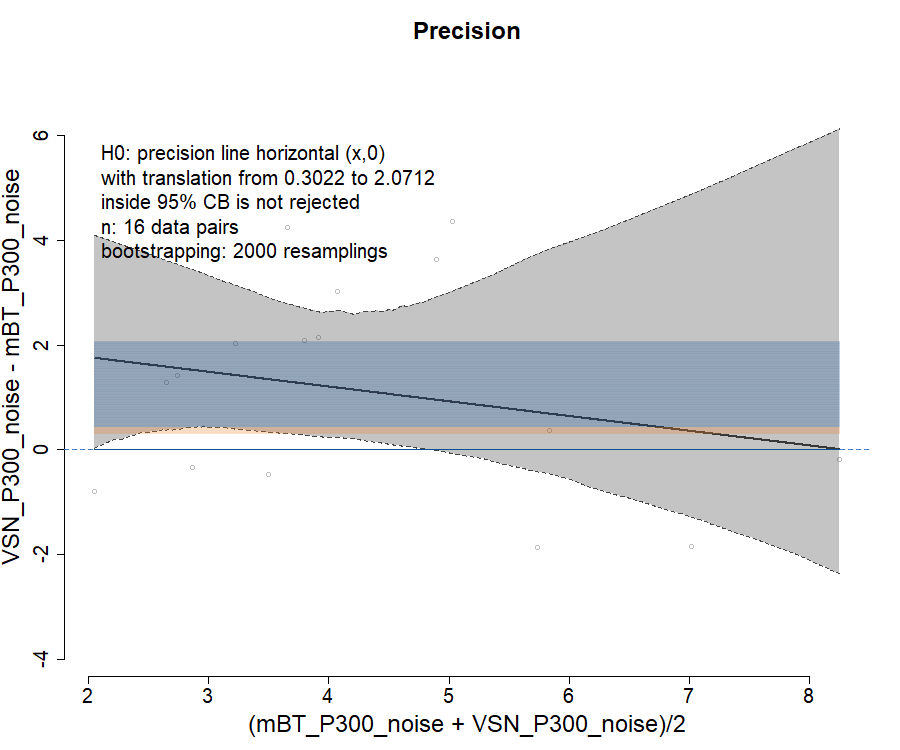 Precision
H0: precision line horizontal (x,0)
with translation from 0.3022 to 2.0712
inside 95% CB is not rejected
n: 16 data pairs
bootstrapping: 2000 resamplings
VSN_P300_noise - mBT_P300_noise
6
4
2
0
-2
-4
2 3 4 5 6 7 8
(mBT_P300_noise + VSN_P300_noise)/2